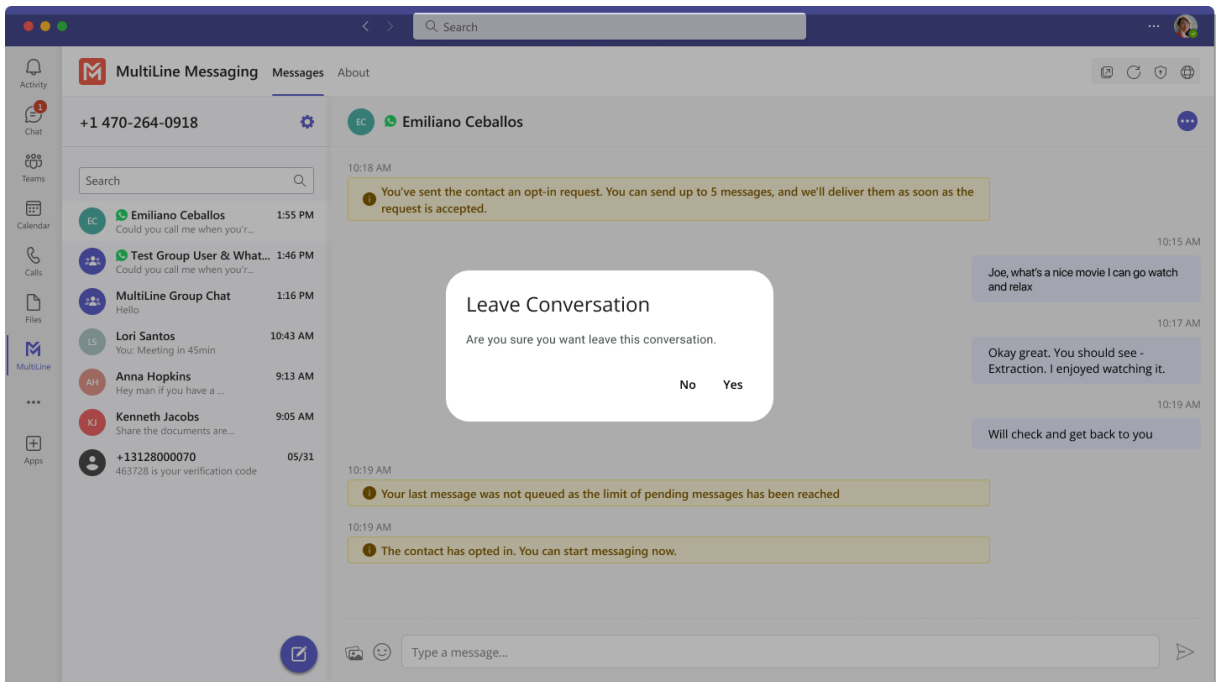 Search
Activity
1
Chat
Teams
Calendar
Calls
Files
MultiLine
Apps
MultiLine Messaging
Messages
About
+1 470-264-0918
Search
EC
Emiliano Ceballos
1:55 PM
Could you call me when you'r...
Test Group User & What...
1:46 PM
Could you call me when you'r...
MultiLine Group Chat
1:16 PM
Hello
LS
Lori Santos
10:43 AM
You: Meeting in 45min
AH
Anna Hopkins
9:13 AM
Hey man if you have a ...
KJ
Kenneth Jacobs
9:05 AM
Share the documents are...
+13128000070
05/31
463728 is your verification code
EC
Emiliano Ceballos
10:18 AM
You've sent the contact an opt-in request. You can send up to 5 messages, and we'll deliver them as soon as the
request is accepted.
10:15 AM
Joe, what's a nice movie I can go watch
and relax
10:17 AM
Okay great. You should see -
Extraction. I enjoyed watching it.
10:19 AM
Will check and get back to you
10:19 AM
Your last message was not queued as the limit of pending messages has been reached
10:19 AM
The contact has opted in. You can start messaging now.
Type a message...
Leave Conversation
Are you sure you want leave this conversation.
No
Yes